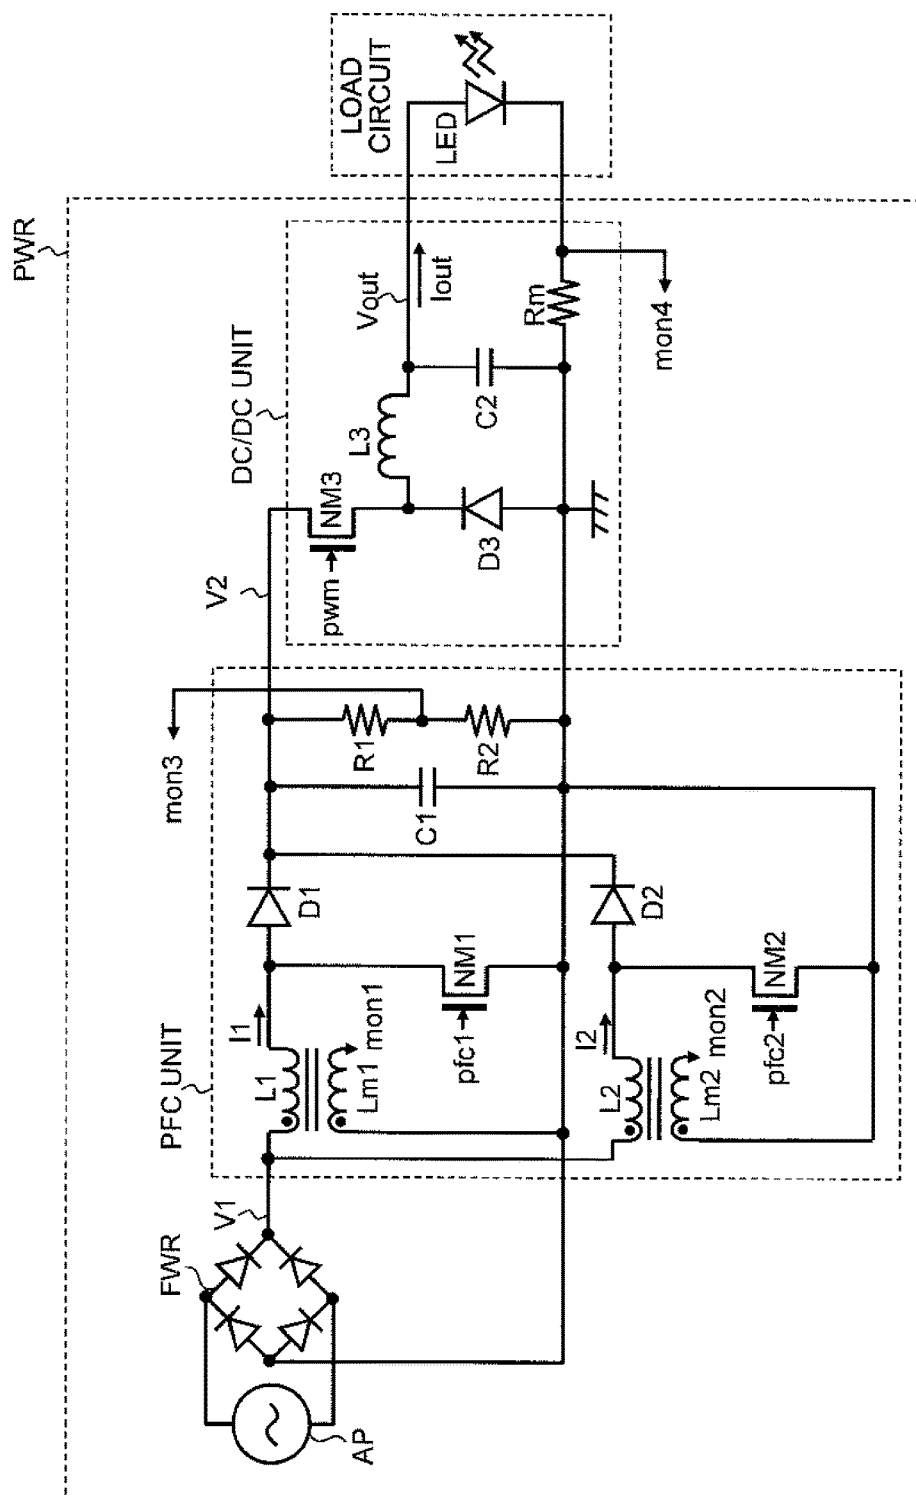 PWR
LOAD
CIRCUIT
LED
DC/DC UNIT
Vout
Iout
Rm
mon4
L3
C2
NM3
pwm
D3
V2
mon3
R1
R2
C1
D1
D2
PFC UNIT
I1
L1
Lm1
mon1
NM1
pfc1
I2
L2
Lm2
mon2
NM2
pfc2
V1
FWR
AP